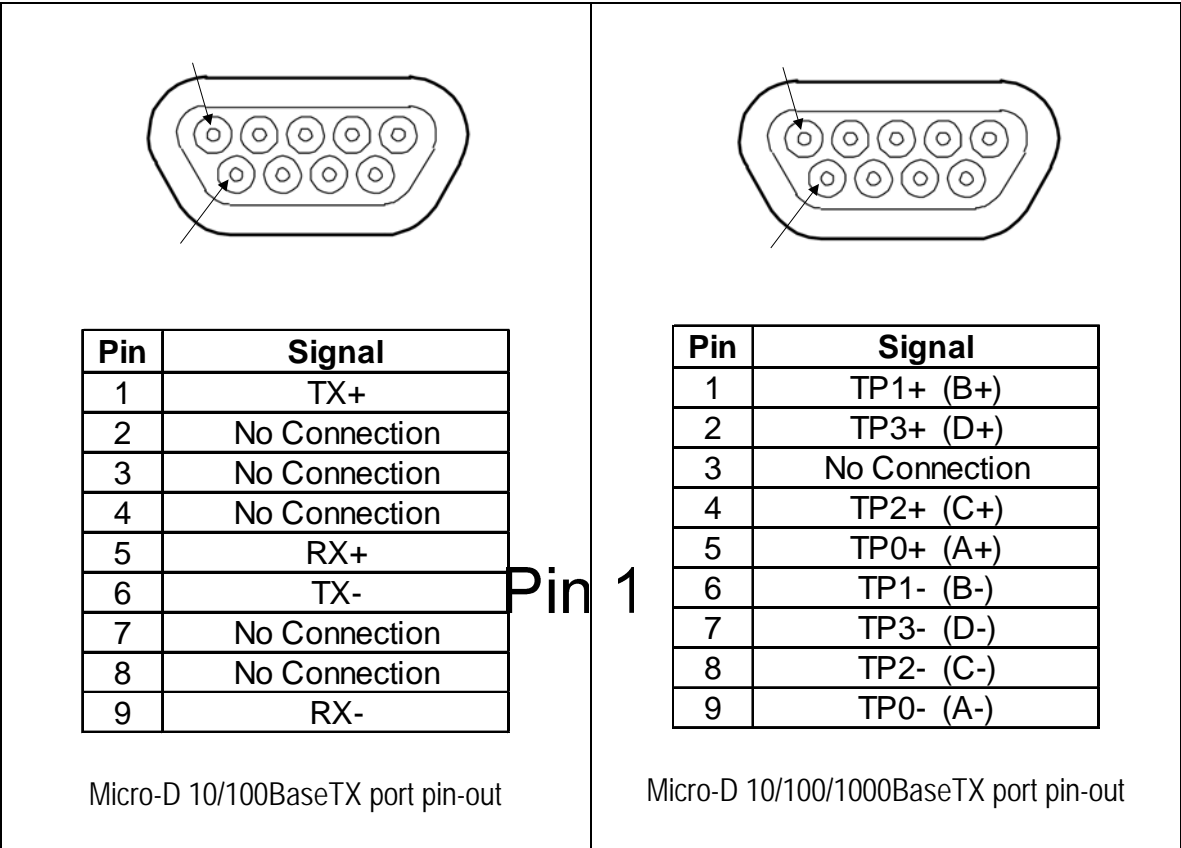 Pin Signal
1 TX+
2 No Connection
3 No Connection
4 No Connection
5 RX+
6 TX-
7 No Connection
8 No Connection
9 RX-
Micro-D 10/100BaseTX port pin-out
Pin 1
Pin Signal
1 TP1+ (B+)
2 TP3+ (D+)
3 No Connection
4 TP2+ (C+)
5 TP0+ (A+)
6 TP1- (B-)
7 TP3- (D-)
8 TP2- (C-)
9 TP0- (A-)
Micro-D 10/100/1000BaseTX port pin-out